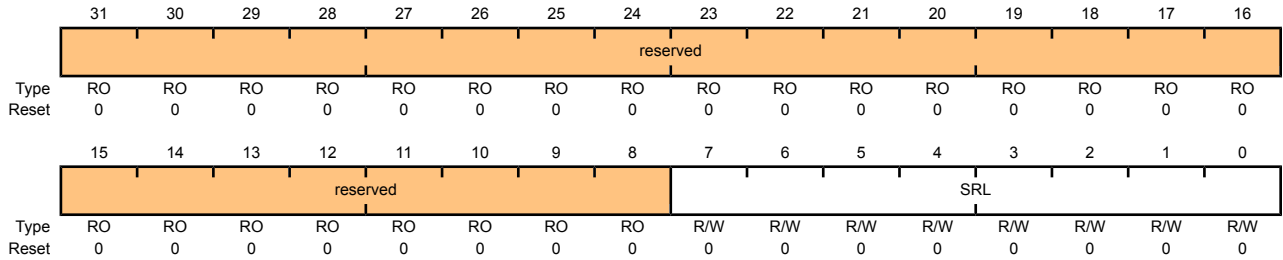 31 30 29 28 27 26 25 24 23 22 21 20 19 18 17 16
reserved
Type RO RO RO RO RO RO RO RO RO RO RO RO RO RO RO RO
Reset 0 0 0 0 0 0 0 0 0 0 0 0 0 0 0 0
15 14 13 12 11 10 9 8 7 6 5 4 3 2 1 0
reserved SRL
Type RO RO RO RO RO RO RO RO R/W R/W R/W R/W R/W R/W R/W R/W
Reset 0 0 0 0 0 0 0 0 0 0 0 0 0 0 0 0